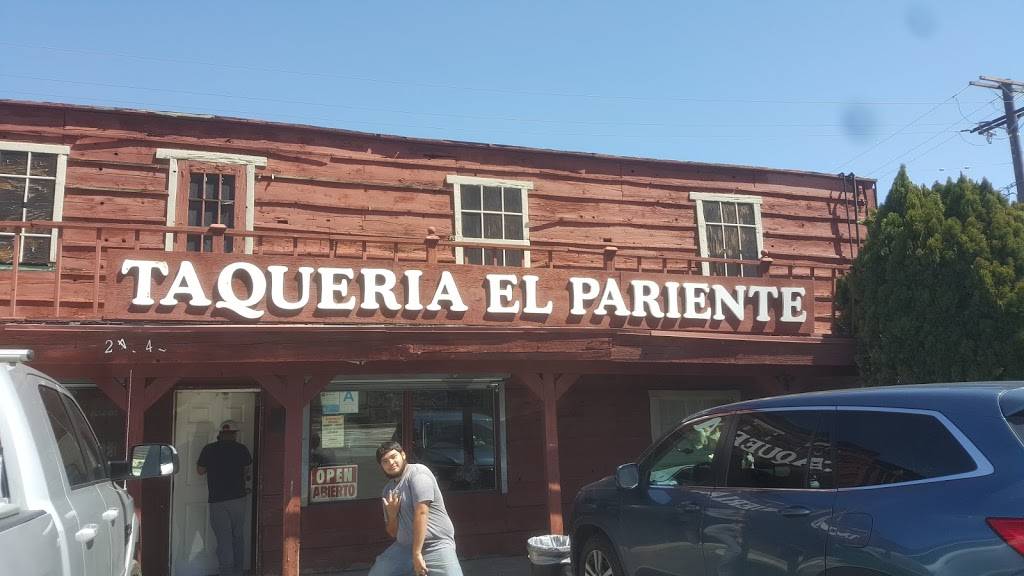 TAQUERIA EL PARIENTE
A
OPEN
ABIERTO